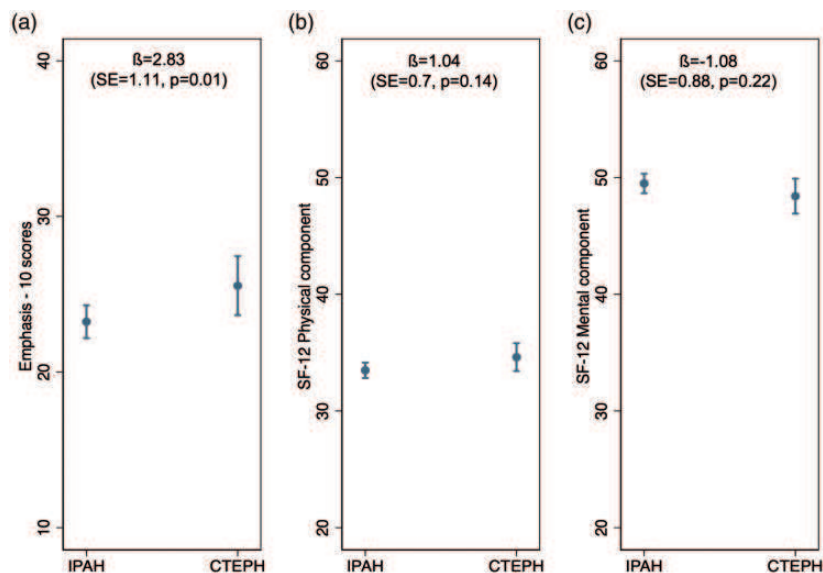 (a)
ß=2.83
(SE=1.11, p=0.01)
Emphasis - 10 scores
40
30
20
10
IPAH
CTEPH
(b)
ß=1.04
(SE=0.7, p=0.14)
SF-12 Physical component
60
50
40
30
20
IPAH
CTEPH
(c)
ß=-1.08
(SE=0.88, p=0.22)
SF-12 Mental component
60
50
40
30
20
IPAH
CTEPH